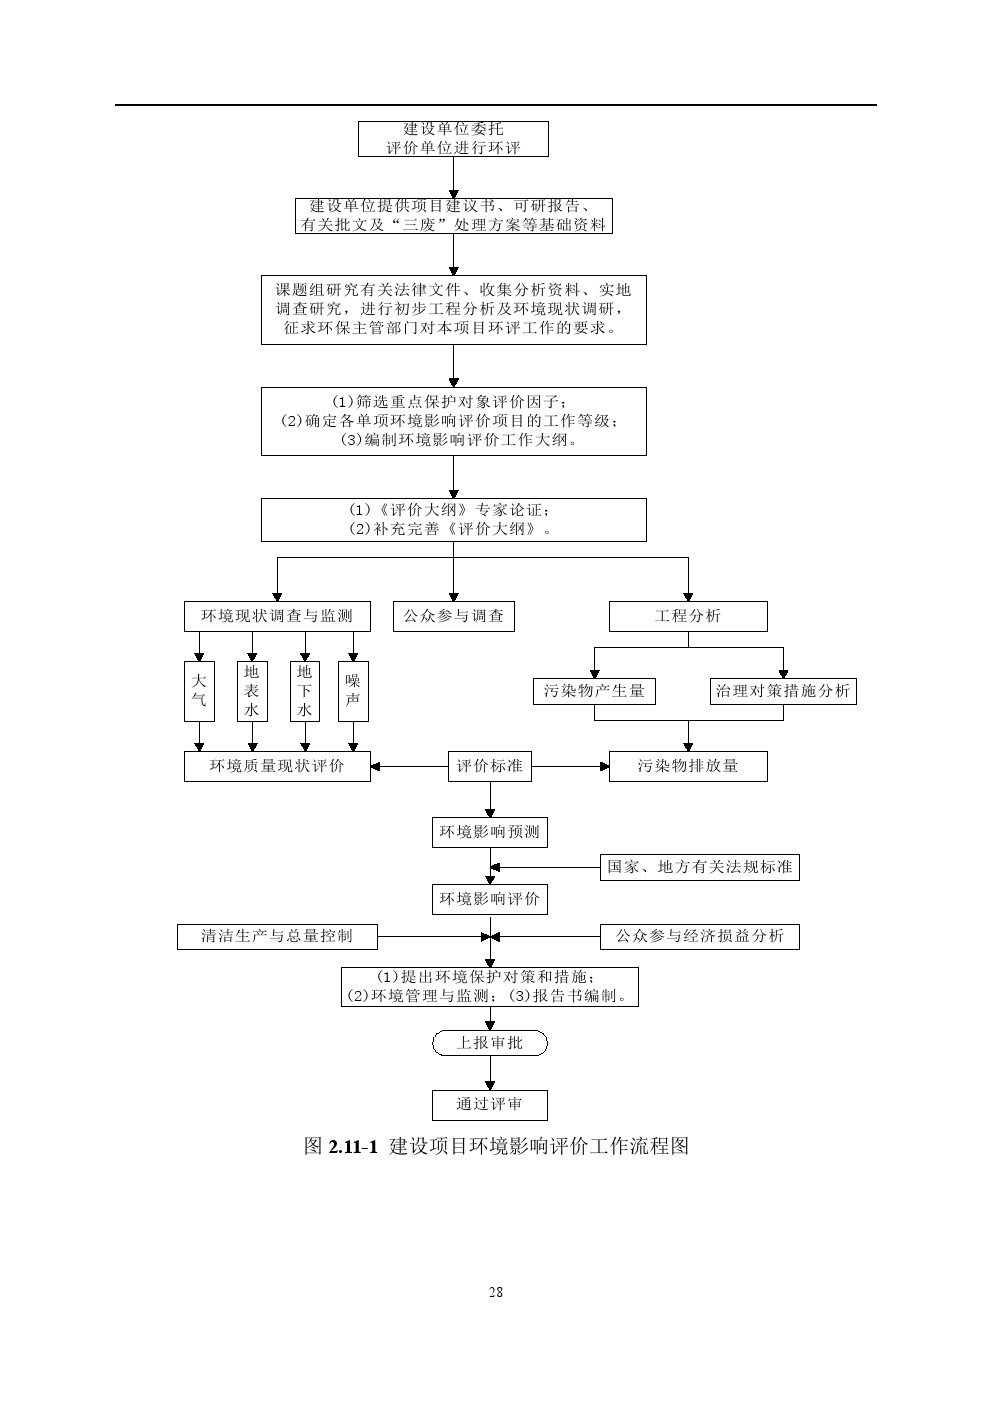 建设单位委托
评价单位进行环评
建设单位提供项目建议书、可研报告、
有关批文及“三废”处理方案等基础资料
课题组研究有关法律文件、收集分析资料、实地
调查研究，进行初步工程分析及环境现状调研，
征求环保主管部门对本项目环评工作的要求。
(1)筛选重点保护对象评价因子；
(2)确定各单项环境影响评价项目的工作等级；
(3)编制环境影响评价工作大纲。
(1)《评价大纲》专家论证；
(2)补充完善《评价大纲》。
环境现状调查与监测
公众参与调查
工程分析
大气
地表水
地下水
噪声
污染物产生量
治理对策措施分析
环境质量现状评价
评价标准
污染物排放量
环境影响预测
国家、地方有关法规标准
环境影响评价
清洁生产与总量控制
公众参与经济损益分析
(1)提出环境保护对策和措施；
(2)环境管理与监测；(3)报告书编制。
上报审批
通过评审
图 2.11-1 建设项目环境影响评价工作流程图
28